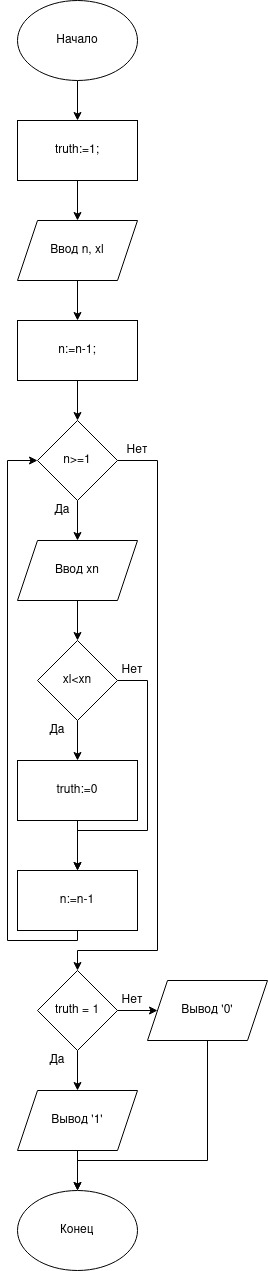 Начало
truth:=1;
Ввод n, xl
n:=n-1;
n>=1
Нет
Да
Ввод xn
xl<xn
Нет
Да
truth:=0
n:=n-1
truth = 1
Нет
Вывод '0'
Да
Вывод '1'
Конец